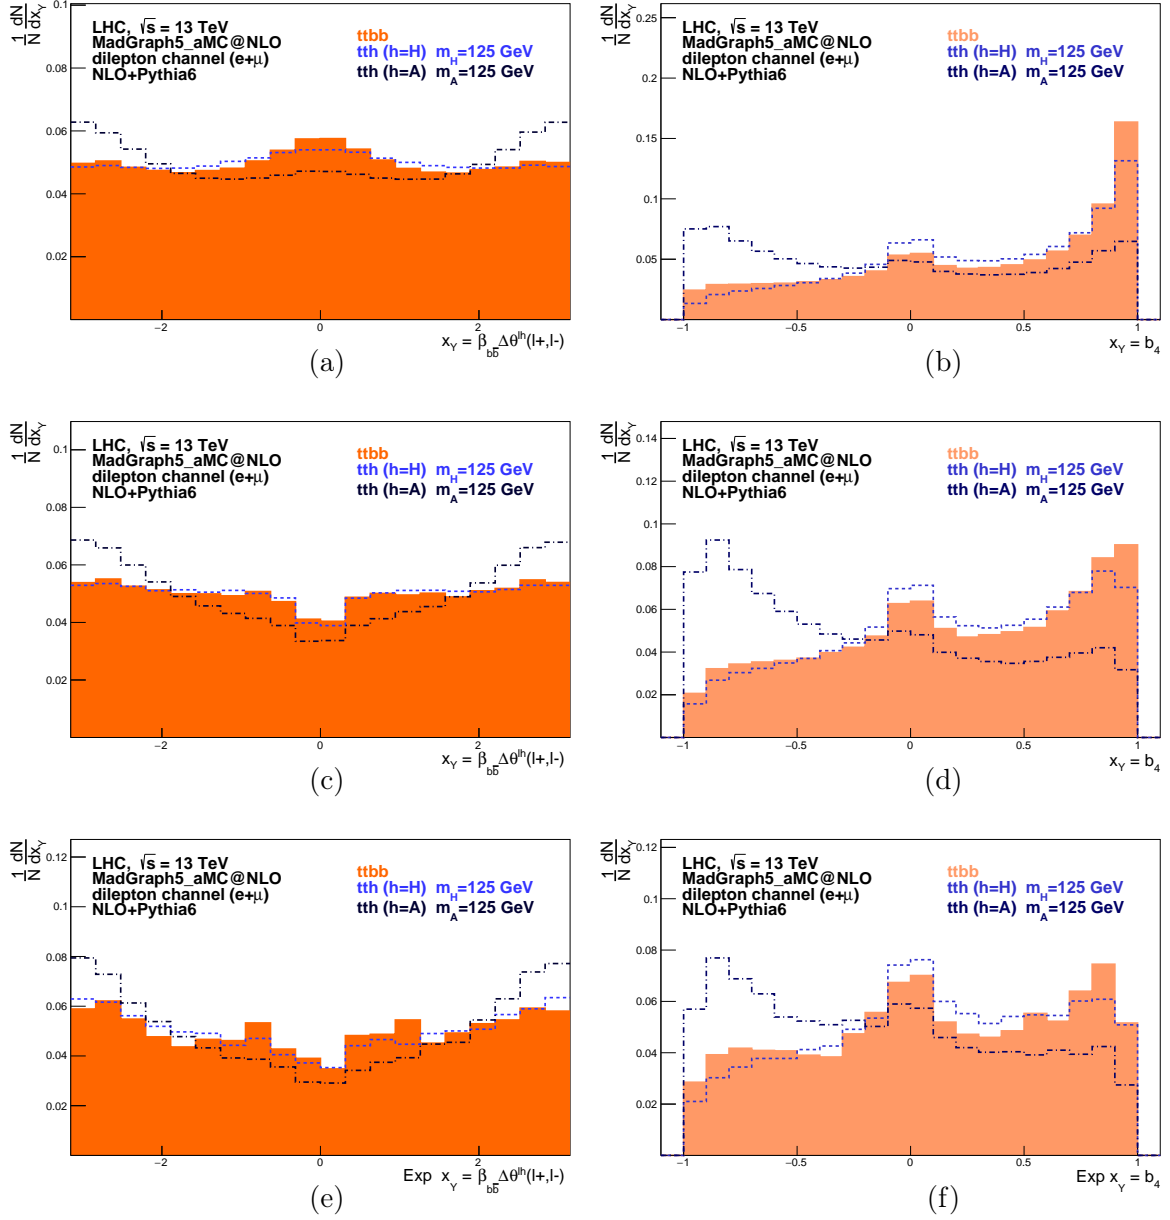 1/N dN/dx_Y
0.1
0.08
0.06
0.04
0.02
LHC, √s = 13 TeV
MadGraph5_aMC@NLO
dilepton channel (e+μ)
NLO+Pythia6
ttbb
tth (h=H) m_H=125 GeV
tth (h=A) m_A=125 GeV
−2 0 2
x_Y = β_bb̄ Δθ^lh(l+,l-)
(a)
1/N dN/dx_Y
0.25
0.2
0.15
0.1
0.05
LHC, √s = 13 TeV
MadGraph5_aMC@NLO
dilepton channel (e+μ)
NLO+Pythia6
ttbb
tth (h=H) m_H=125 GeV
tth (h=A) m_A=125 GeV
−1 −0.5 0 0.5 1
x_Y = b_4
(b)
1/N dN/dx_Y
0.1
0.08
0.06
0.04
0.02
LHC, √s = 13 TeV
MadGraph5_aMC@NLO
dilepton channel (e+μ)
NLO+Pythia6
ttbb
tth (h=H) m_H=125 GeV
tth (h=A) m_A=125 GeV
−2 0 2
x_Y = β_bb̄ Δθ^lh(l+,l-)
(c)
1/N dN/dx_Y
0.14
0.12
0.1
0.08
0.06
0.04
0.02
LHC, √s = 13 TeV
MadGraph5_aMC@NLO
dilepton channel (e+μ)
NLO+Pythia6
ttbb
tth (h=H) m_H=125 GeV
tth (h=A) m_A=125 GeV
−1 −0.5 0 0.5 1
x_Y = b_4
(d)
1/N dN/dx_Y
0.12
0.1
0.08
0.06
0.04
0.02
LHC, √s = 13 TeV
MadGraph5_aMC@NLO
dilepton channel (e+μ)
NLO+Pythia6
ttbb
tth (h=H) m_H=125 GeV
tth (h=A) m_A=125 GeV
−2 0 2
Exp x_Y = β_bb̄ Δθ^lh(l+,l-)
(e)
1/N dN/dx_Y
0.12
0.1
0.08
0.06
0.04
0.02
LHC, √s = 13 TeV
MadGraph5_aMC@NLO
dilepton channel (e+μ)
NLO+Pythia6
ttbb
tth (h=H) m_H=125 GeV
tth (h=A) m_A=125 GeV
−1 −0.5 0 0.5 1
Exp x_Y = b_4
(f)